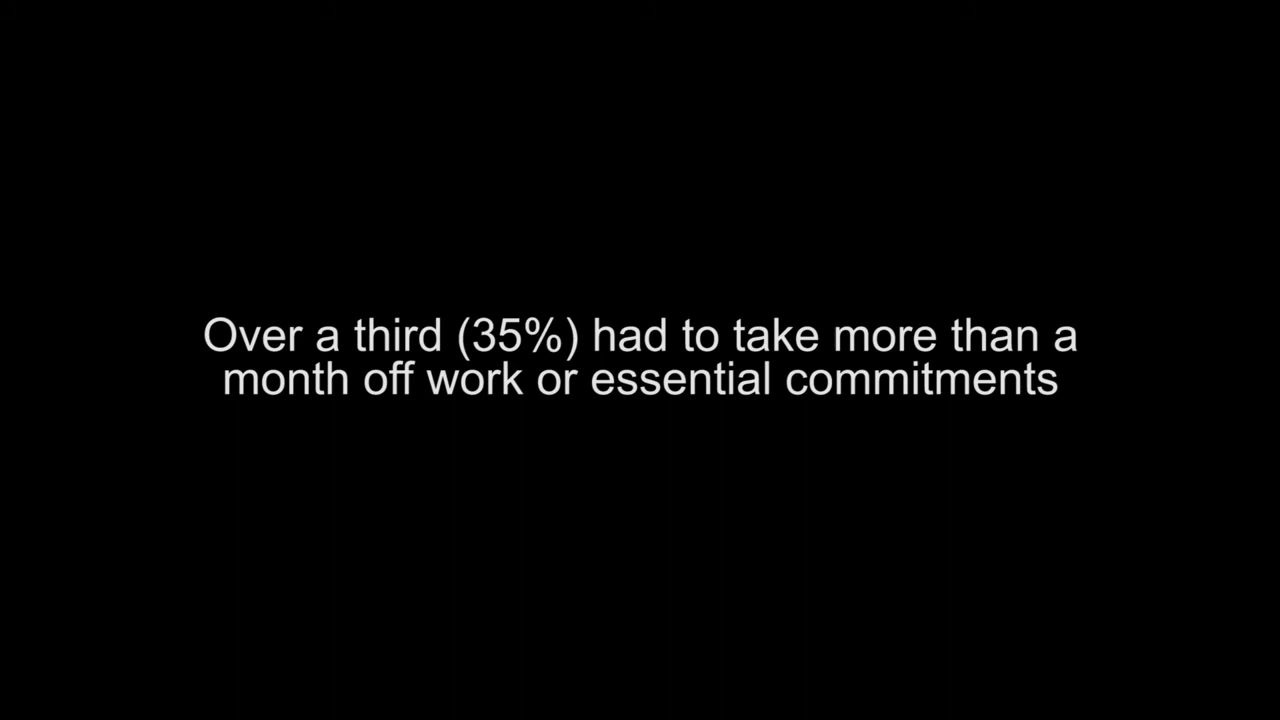 Over a third (35%) had to take more than a
month off work or essential commitments